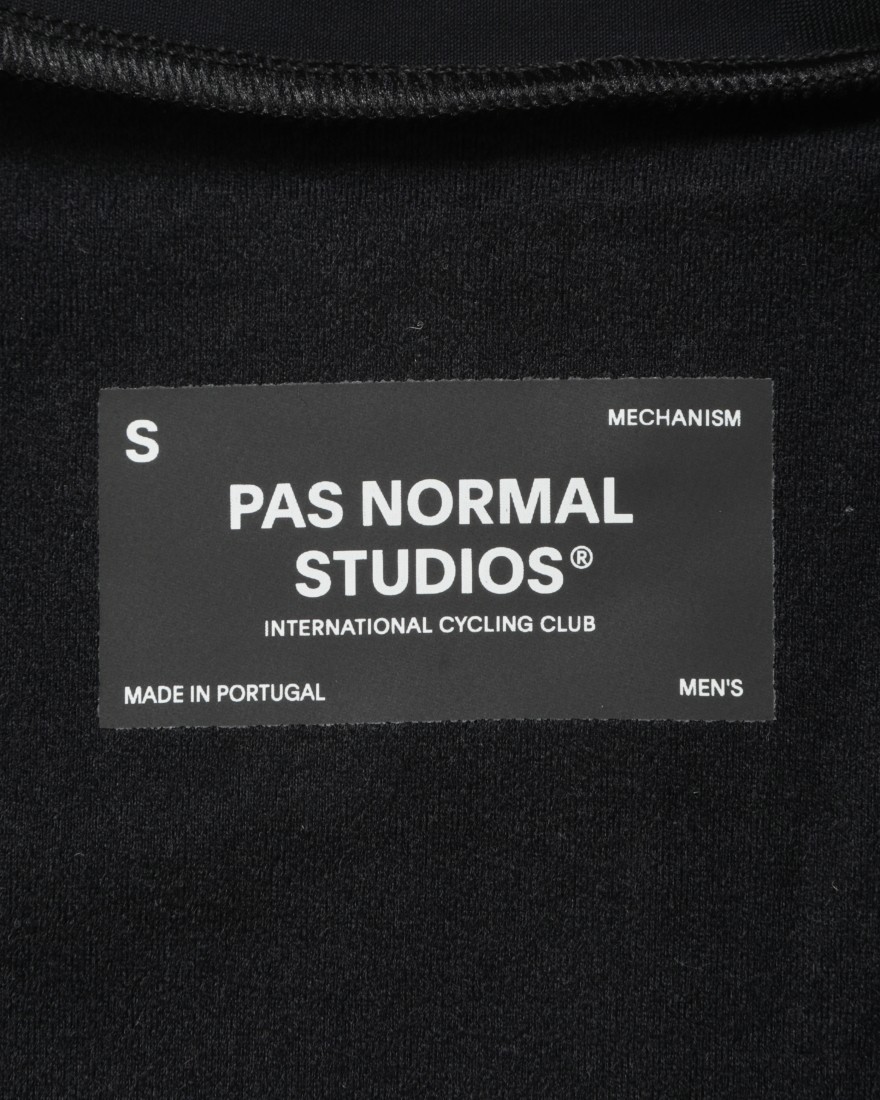 S
MECHANISM
PAS NORMAL
STUDIOS®
INTERNATIONAL CYCLING CLUB
MADE IN PORTUGAL
MEN'S